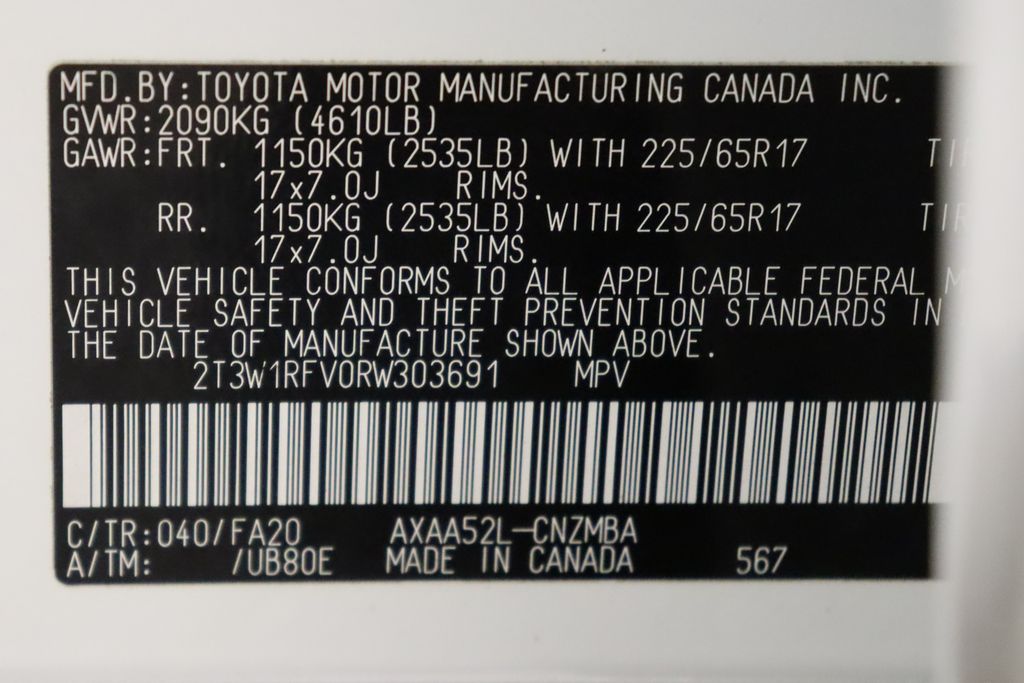 MFD.BY:TOYOTA MOTOR MANUFACTURING CANADA INC.
GVWR:2090KG (4610LB)
GAWR:FRT. 1150KG (2535LB) WITH 225/65R17
17x7.0J RIMS.
RR. 1150KG (2535LB) WITH 225/65R17
17x7.0J RIMS.
THIS VEHICLE CONFORMS TO ALL APPLICABLE FEDERAL
VEHICLE SAFETY AND THEFT PREVENTION STANDARDS IN
THE DATE OF MANUFACTURE SHOWN ABOVE.
2T3W1RFV0RW303691 MPV
C/TR:040/FA20 AXAA52L-CNZMBA
A/TM: /UB80E MADE IN CANADA 567